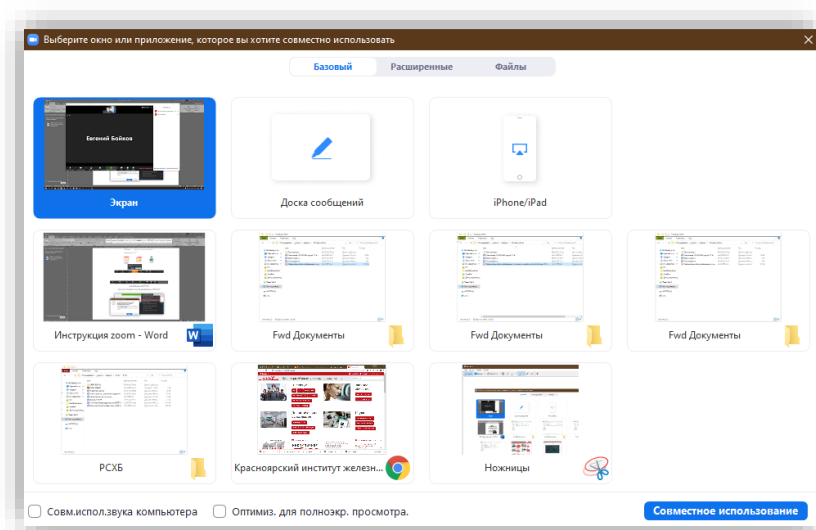 Выберите окно или приложение, которое вы хотите совместно использовать
Базовый Расширенные Файлы
Евгений Бойков
Экран
Доска сообщений
iPhone/iPad
Инструкция zoom - Word
Fwd Документы
Fwd Документы
Fwd Документы
РСХБ
Красноярский институт железн...
Ножницы
Совм.испол.звука компьютера
Оптимиз. для полноэкр. просмотра.
Совместное использование